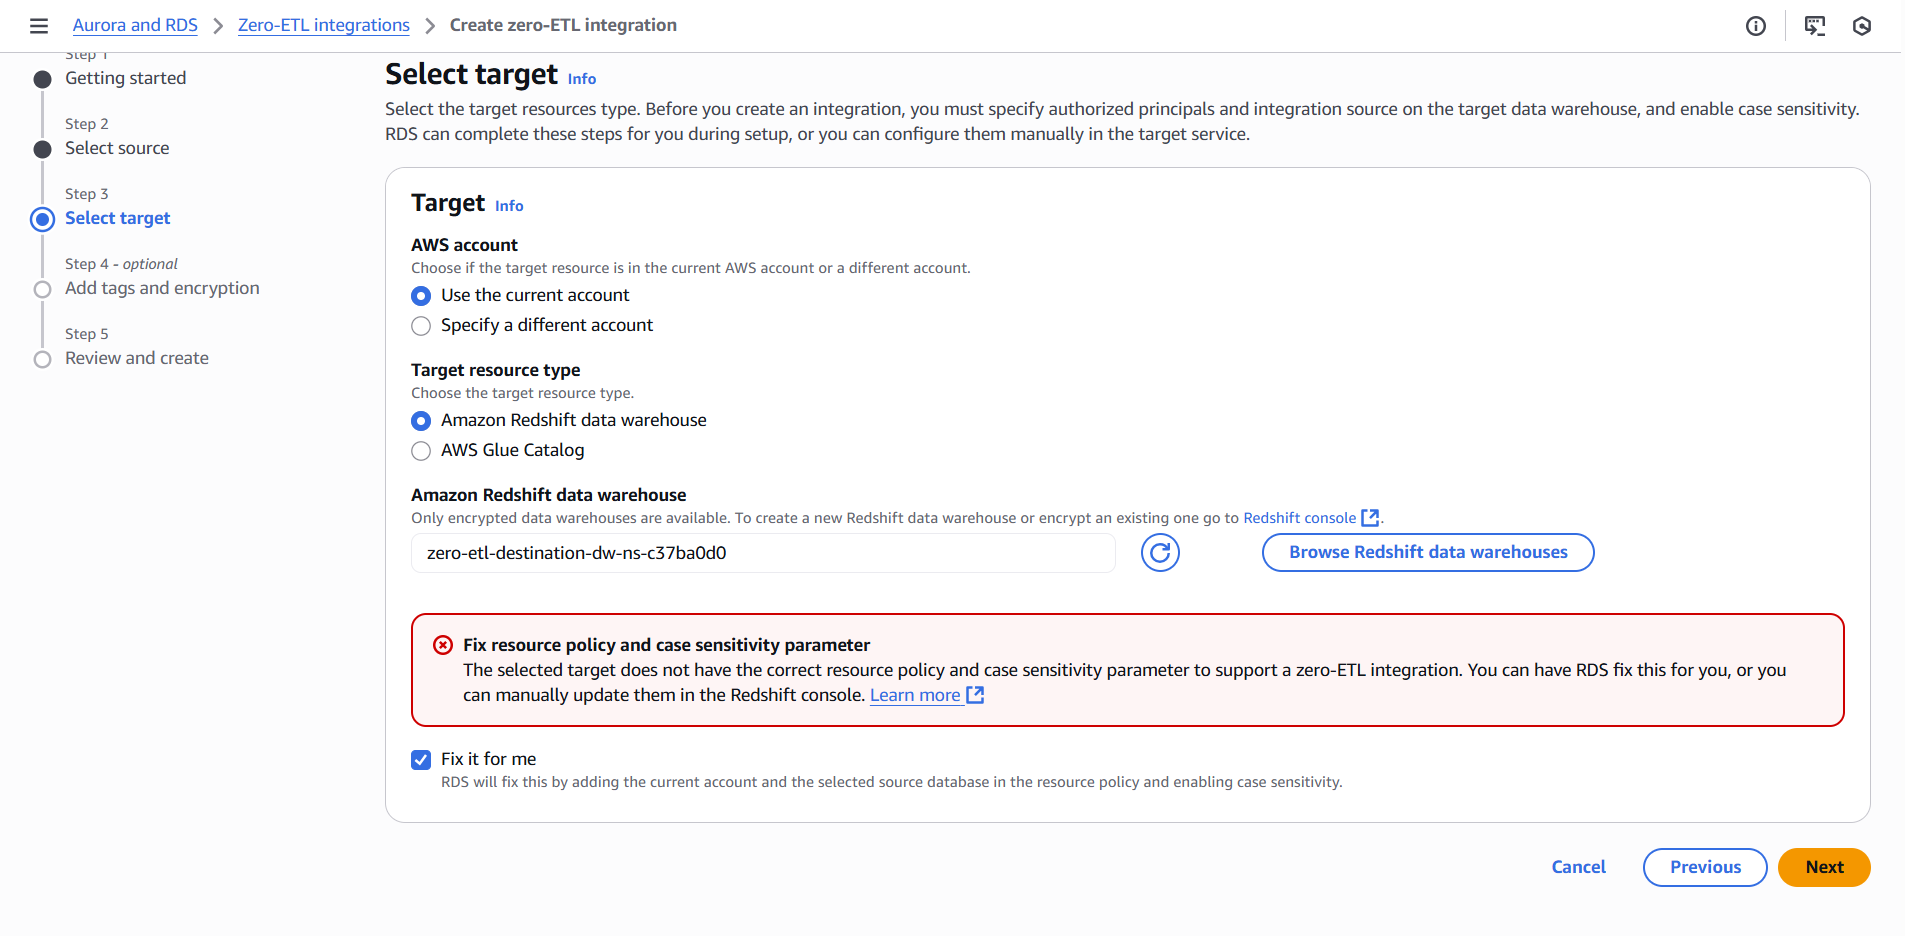 Aurora and RDS > Zero-ETL integrations > Create zero-ETL integration
Step 1
Getting started
Step 2
Select source
Step 3
Select target
Step 4 - optional
Add tags and encryption
Step 5
Review and create
Select target Info
Select the target resources type. Before you create an integration, you must specify authorized principals and integration source on the target data warehouse, and enable case sensitivity.
RDS can complete these steps for you during setup, or you can configure them manually in the target service.
Target Info
AWS account
Choose if the target resource is in the current AWS account or a different account.
Use the current account
Specify a different account
Target resource type
Choose the target resource type.
Amazon Redshift data warehouse
AWS Glue Catalog
Amazon Redshift data warehouse
Only encrypted data warehouses are available. To create a new Redshift data warehouse or encrypt an existing one go to Redshift console.
zero-etl-destination-dw-ns-c37ba0d0
Browse Redshift data warehouses
Fix resource policy and case sensitivity parameter
The selected target does not have the correct resource policy and case sensitivity parameter to support a zero-ETL integration. You can have RDS fix this for you, or you
can manually update them in the Redshift console. Learn more
Fix it for me
RDS will fix this by adding the current account and the selected source database in the resource policy and enabling case sensitivity.
Cancel
Previous
Next